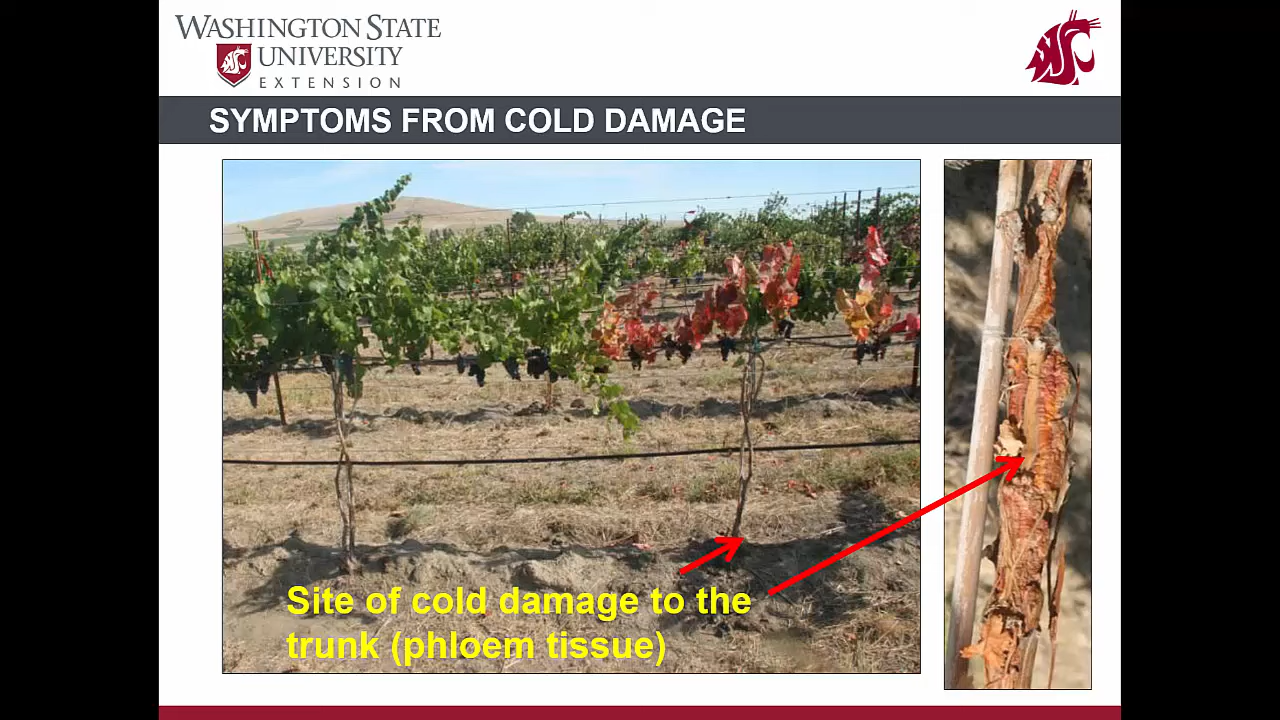 WASHINGTON STATE
UNIVERSITY
EXTENSION
SYMPTOMS FROM COLD DAMAGE
Site of cold damage to the
trunk (phloem tissue)